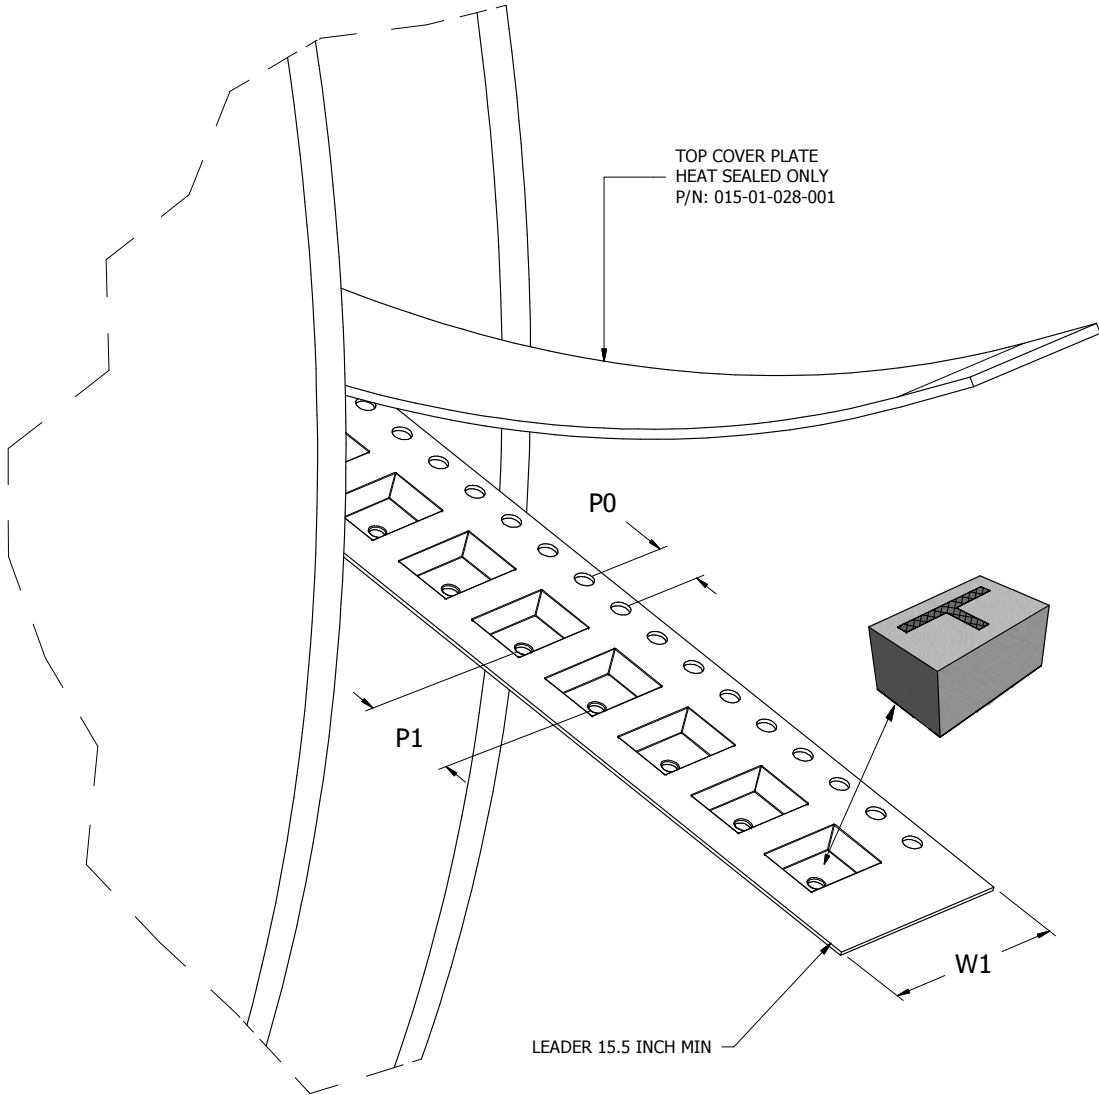 TOP COVER PLATE
HEAT SEALED ONLY
P/N: 015-01-028-001
P0
P1
W1
LEADER 15.5 INCH MIN